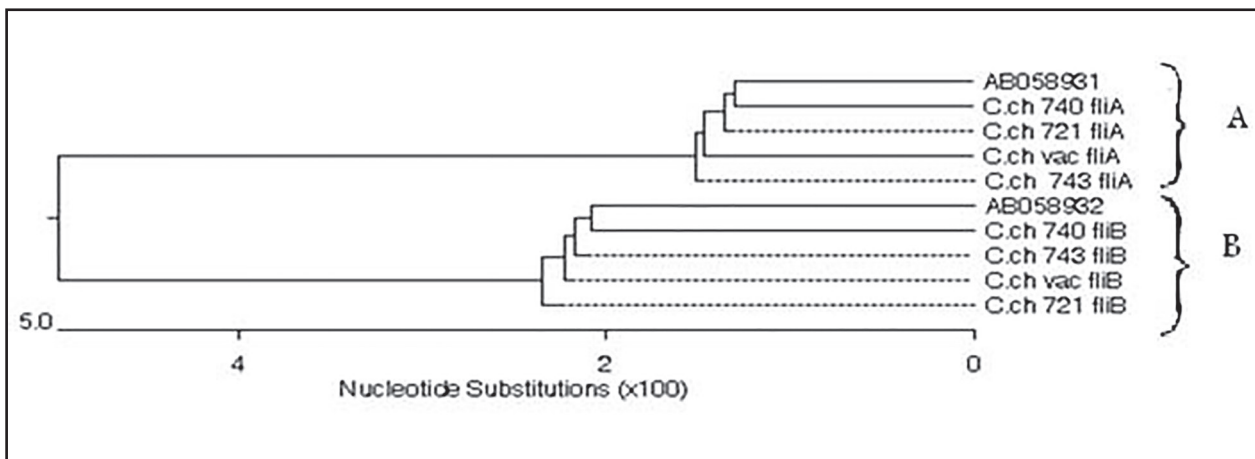 AB058931
C.ch 740 fliA
C.ch 721 fliA
C.ch vac fliA
C.ch 743 fliA
A
AB058932
C.ch 740 fliB
C.ch 743 fliB
C.ch vac fliB
C.ch 721 fliB
B
5.0
4 2 0
Nucleotide Substitutions (x100)